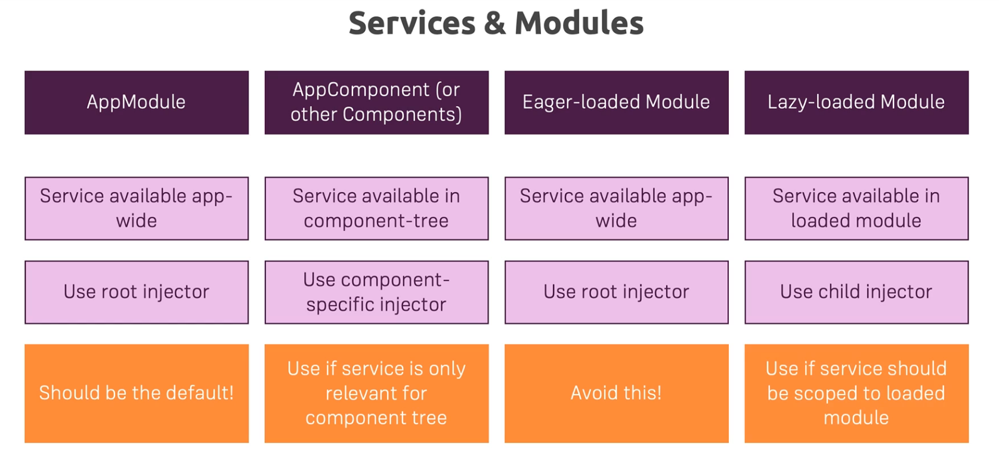 Services & Modules
AppModule
AppComponent (or
other Components)
Eager-loaded Module
Lazy-loaded Module
Service available app-
wide
Service available in
component-tree
Service available app-
wide
Service available in
loaded module
Use root injector
Use component-
specific injector
Use root injector
Use child injector
Should be the default!
Use if service is only
relevant for
component tree
Avoid this!
Use if service should
be scoped to loaded
module